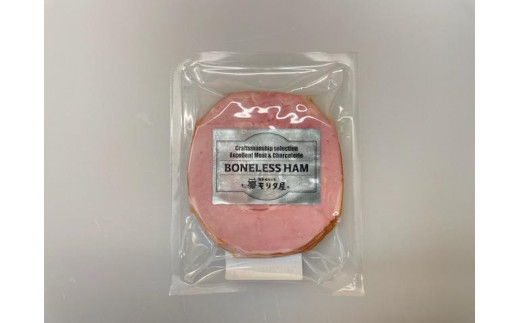 Craftsmanship selection
Excellent Meat & Charcuterie
BONELESS HAM
モリタ屋